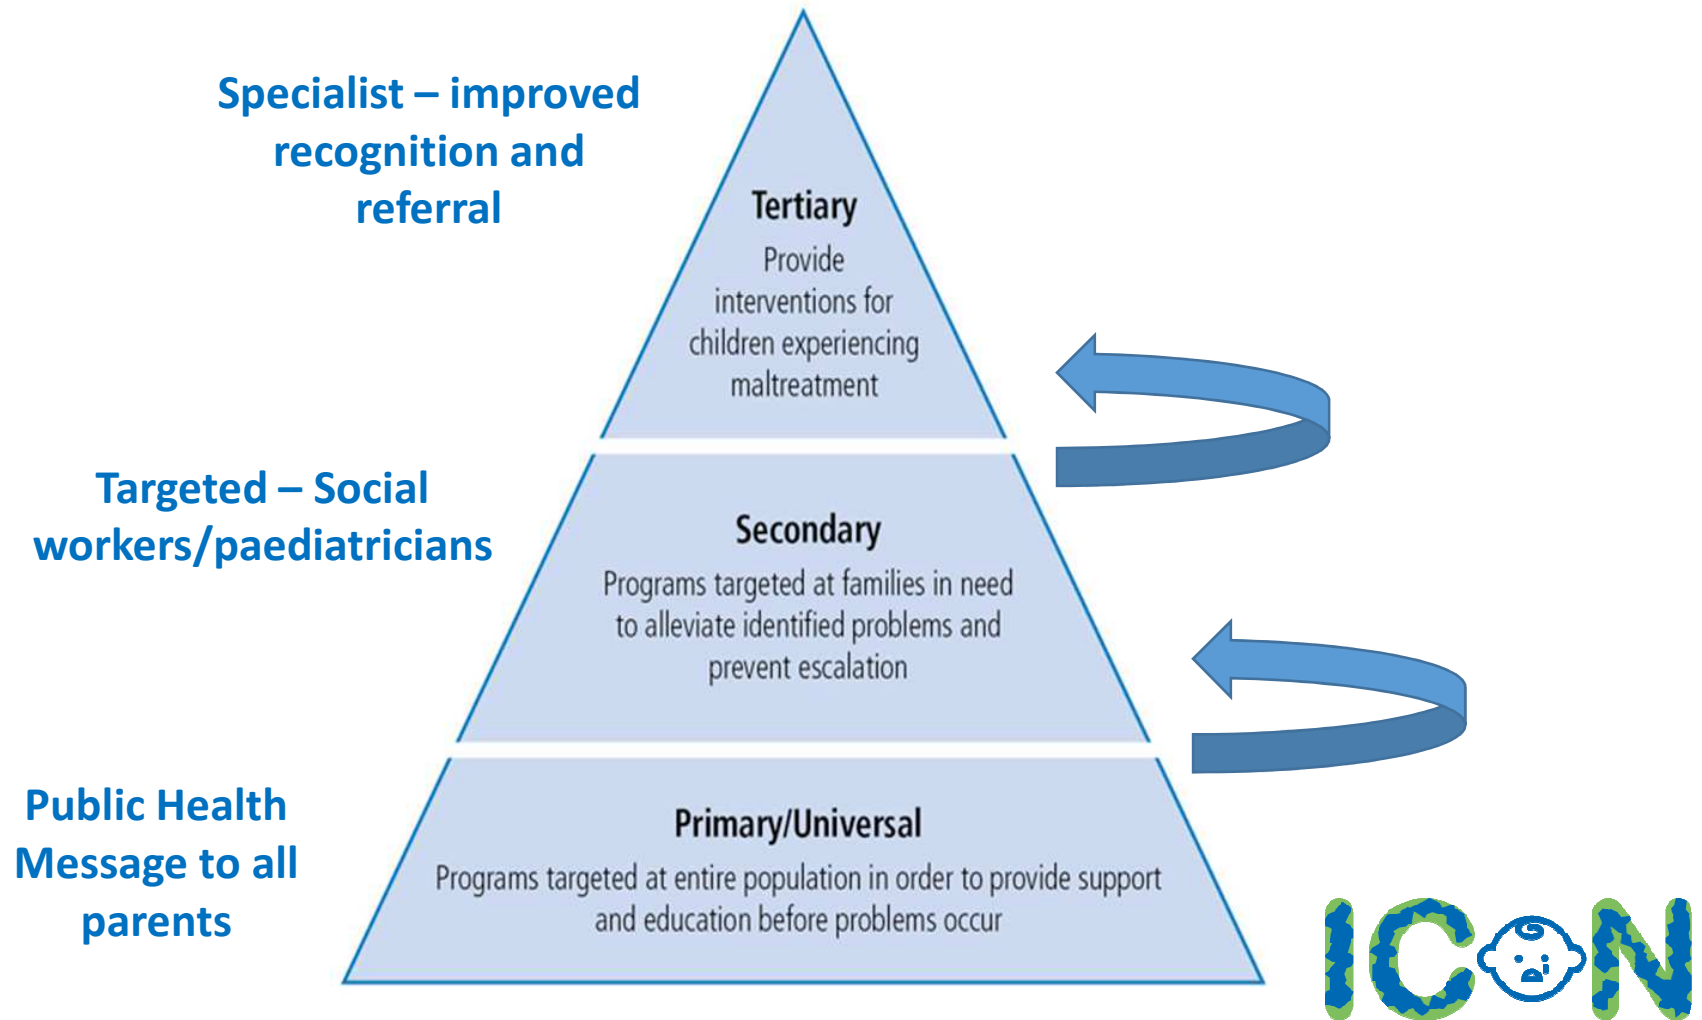 Specialist – improved
recognition and
referral
Tertiary
Provide
interventions for
children experiencing
maltreatment
Targeted – Social
workers/paediatricians
Secondary
Programs targeted at families in need
to alleviate identified problems and
prevent escalation
Public Health
Message to all
parents
Primary/Universal
Programs targeted at entire population in order to provide support
and education before problems occur
ICON